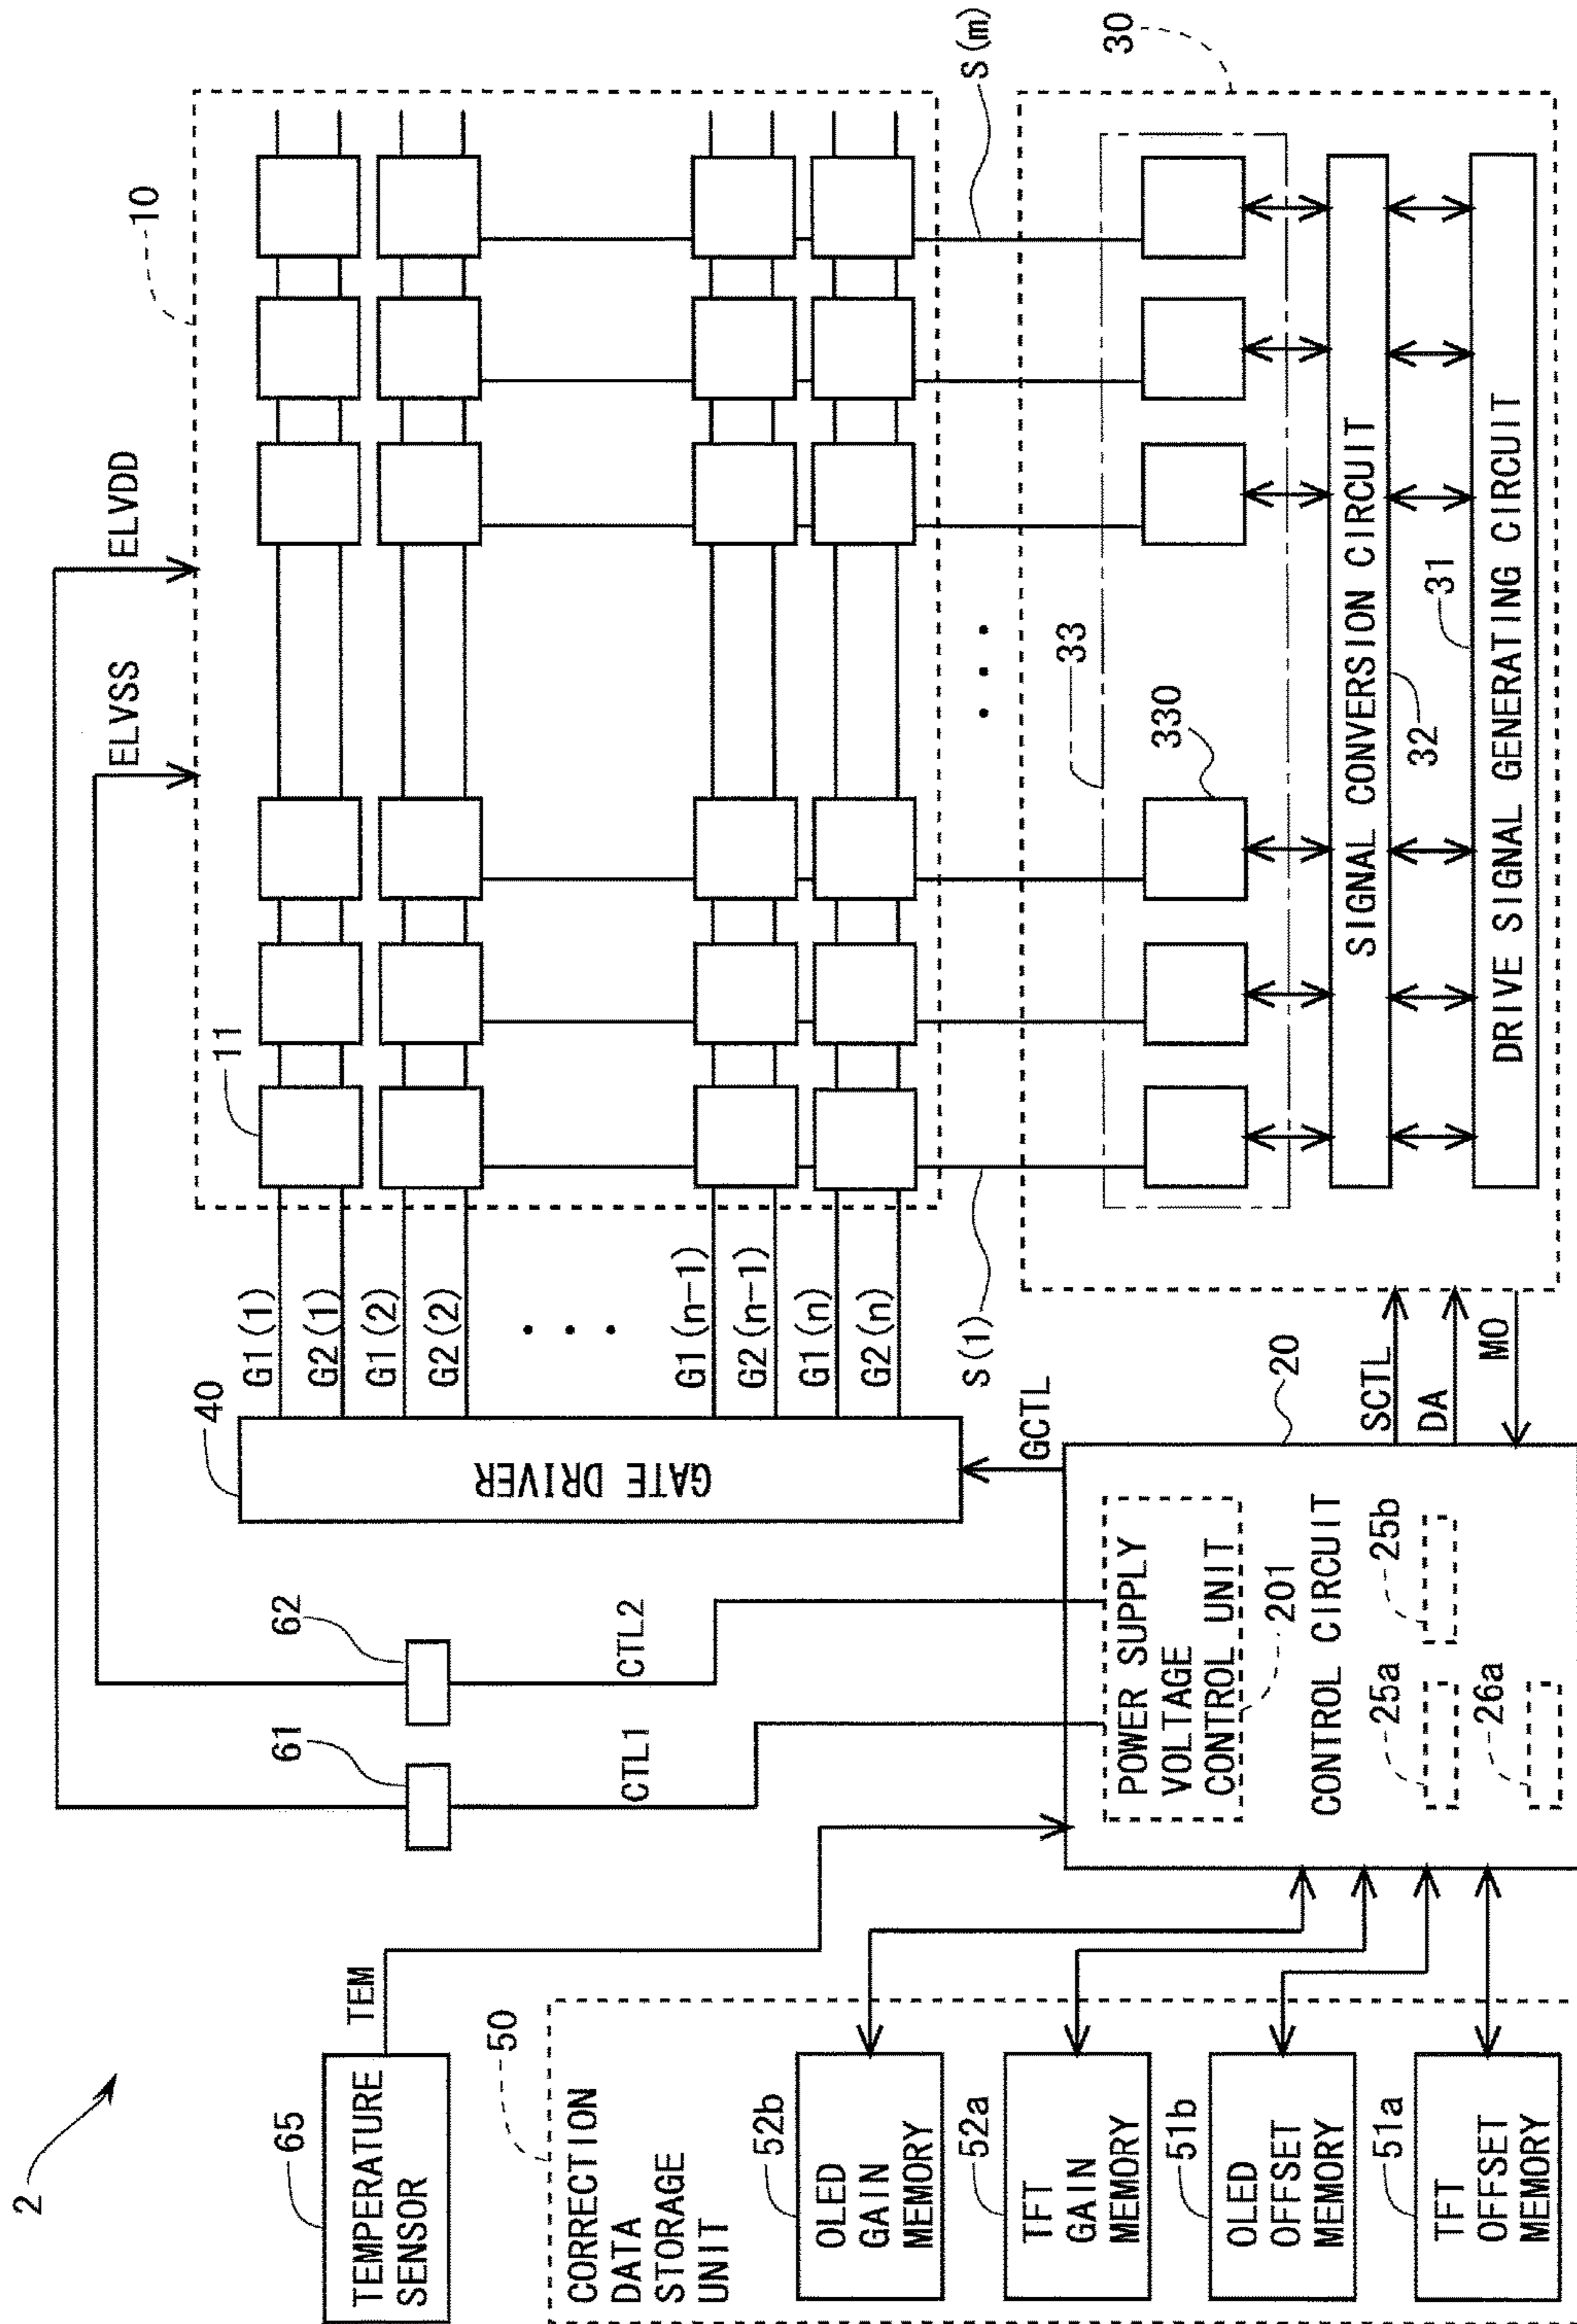 2
65
TEMPERATURE
SENSOR
TEM
50
CORRECTION
DATA
STORAGE
UNIT
52b
OLED
GAIN
MEMORY
52a
TFT
GAIN
MEMORY
51b
OLED
OFFSET
MEMORY
51a
TFT
OFFSET
MEMORY
61
CTL1
62
CTL2
ELVSS
ELVDD
POWER SUPPLY
VOLTAGE
CONTROL UNIT
201
CONTROL CIRCUIT
25a
25b
26a
20
GCTL
SCTL
DA
MO
40
GATE DRIVER
G1(1)
G2(1)
G1(2)
G2(2)
G1(n-1)
G2(n-1)
G1(n)
G2(n)
11
10
S(1)
S(m)
30
33
330
SIGNAL CONVERSION CIRCUIT
32
31
DRIVE SIGNAL GENERATING CIRCUIT